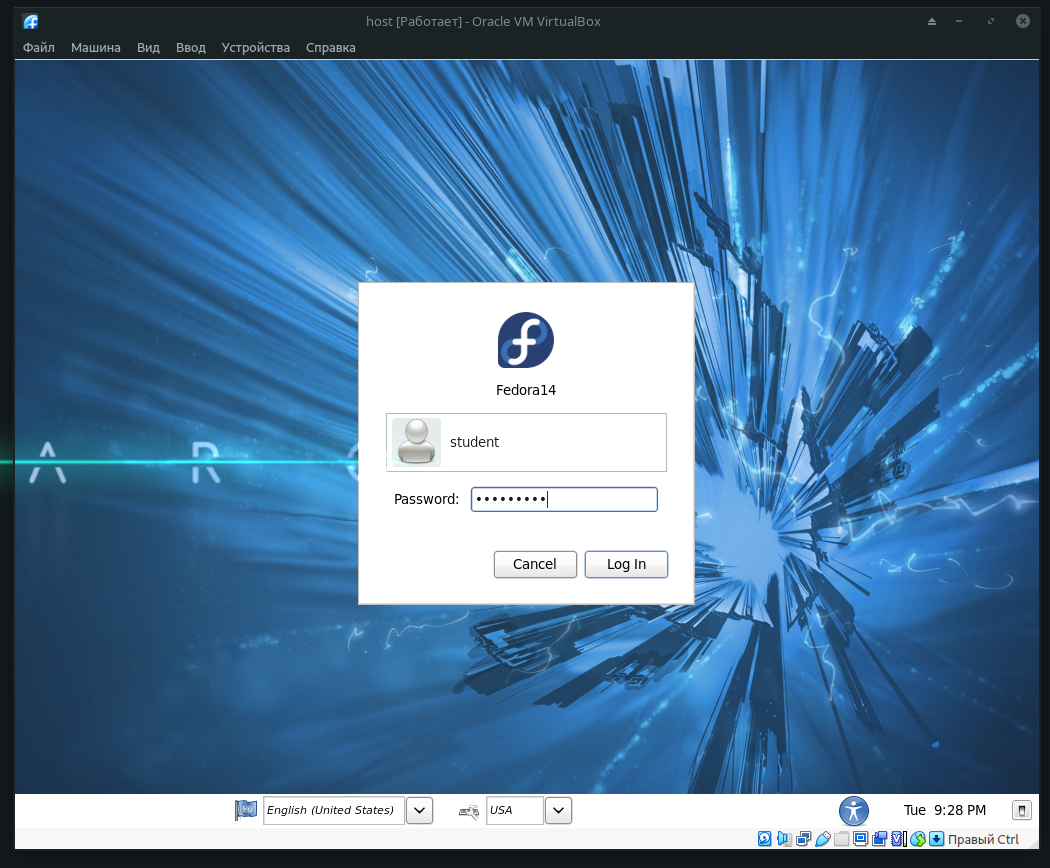 host [Работает] - Oracle VM VirtualBox
Файл Машина Вид Ввод Устройства Справка
Fedora14
student
A R
Password: •••••••••
Cancel Log In
English (United States) USA Tue 9:28 PM
Правый Ctrl